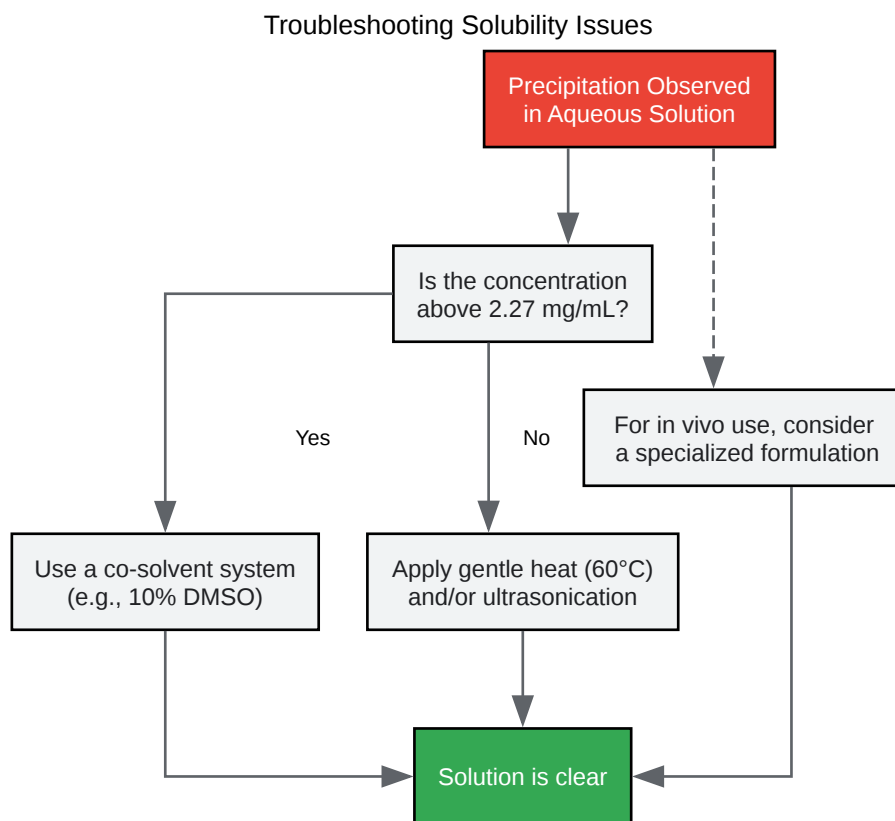 Troubleshooting Solubility Issues
Precipitation Observed
in Aqueous Solution
Is the concentration
above 2.27 mg/mL?
For in vivo use, consider
a specialized formulation
Yes
No
Use a co-solvent system
(e.g., 10% DMSO)
Apply gentle heat (60°C)
and/or ultrasonication
Solution is clear